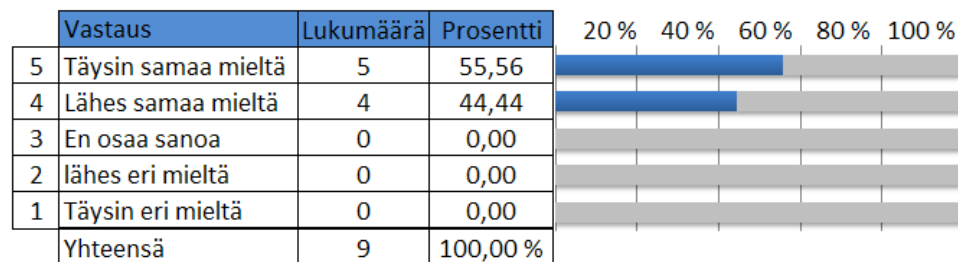 Vastaus Lukumäärä Prosentti 20 % 40 % 60 % 80 % 100 %
5 Täysin samaa mieltä 5 55,56
4 Lähes samaa mieltä 4 44,44
3 En osaa sanoa 0 0,00
2 lähes eri mieltä 0 0,00
1 Täysin eri mieltä 0 0,00
Yhteensä 9 100,00 %